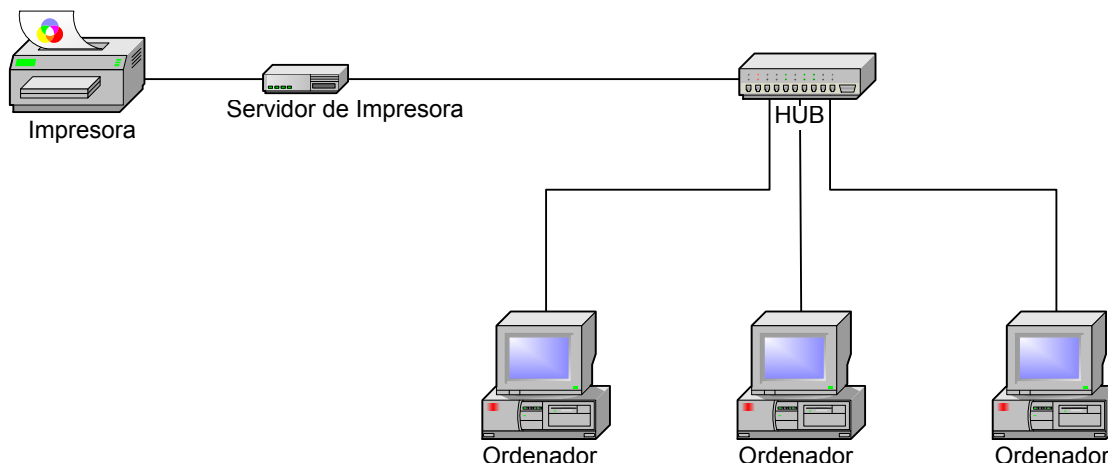 Impresora
Servidor de Impresora
HUB
Ordenador
Ordenador
Ordenador